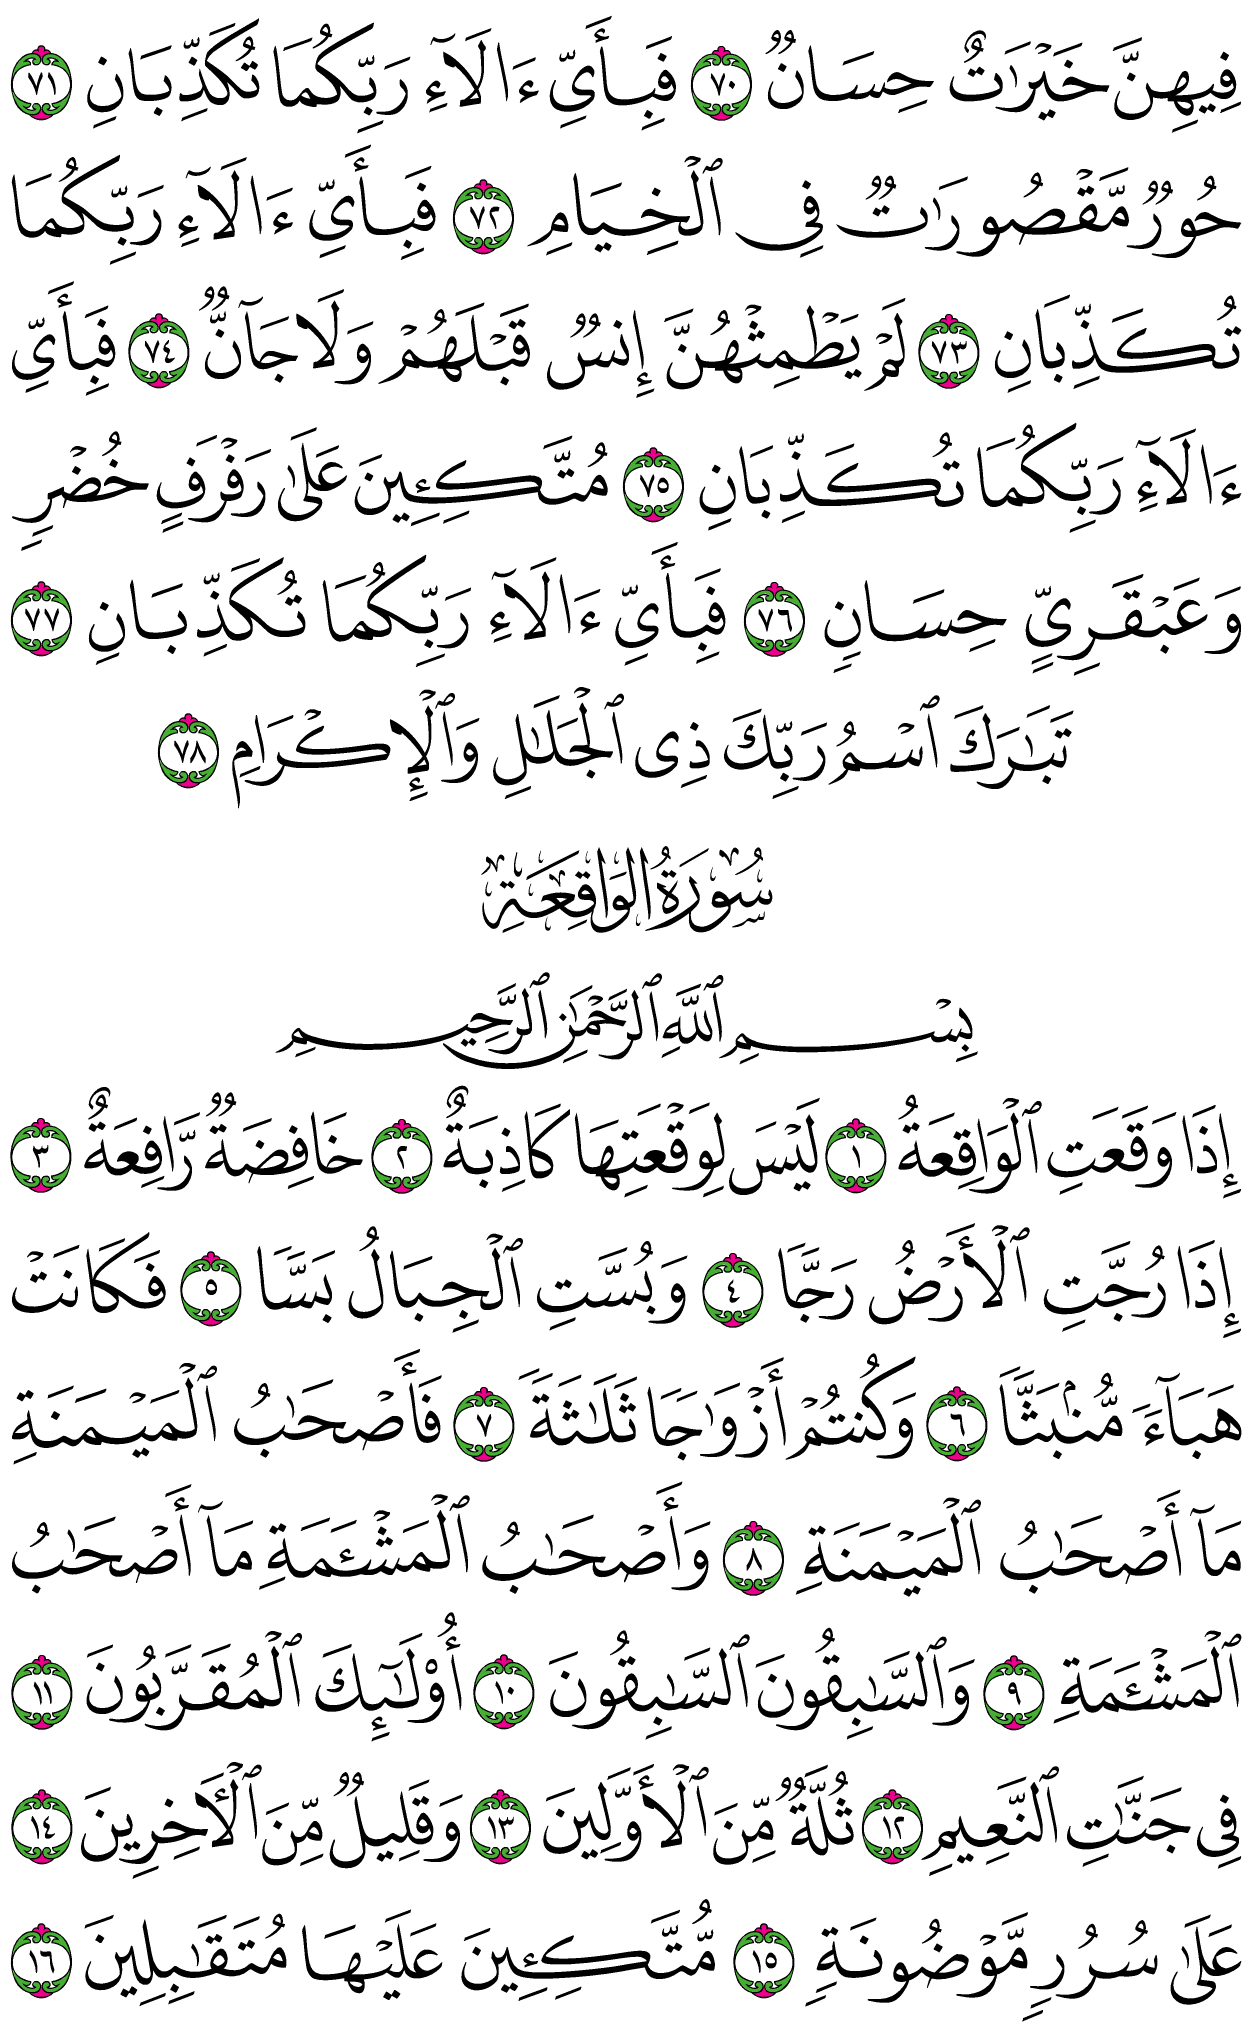 فِيهِنَّ خَيْرَٰتٌ حِسَانٌ ٧٠ فَبِأَيِّ ءَالَآءِ رَبِّكُمَا تُكَذِّبَانِ ٧١
حُورٌ مَّقْصُورَٰتٌ فِى ٱلْخِيَامِ ٧٢ فَبِأَيِّ ءَالَآءِ رَبِّكُمَا
تُكَذِّبَانِ ٧٣ لَمْ يَطْمِثْهُنَّ إِنسٌ قَبْلَهُمْ وَلَا جَآنٌّ ٧٤ فَبِأَيِّ
ءَالَآءِ رَبِّكُمَا تُكَذِّبَانِ ٧٥ مُتَّكِـِٔينَ عَلَىٰ رَفْرَفٍ خُضْرٍ
وَعَبْقَرِيٍّ حِسَانٍ ٧٦ فَبِأَيِّ ءَالَآءِ رَبِّكُمَا تُكَذِّبَانِ ٧٧
تَبَٰرَكَ ٱسْمُ رَبِّكَ ذِى ٱلْجَلَٰلِ وَٱلْإِكْرَامِ ٧٨
سُورَةُ الوَاقِعَةِ
بِسْمِ ٱللَّهِ ٱلرَّحْمَٰنِ ٱلرَّحِيمِ
إِذَا وَقَعَتِ ٱلْوَاقِعَةُ ١ لَيْسَ لِوَقْعَتِهَا كَاذِبَةٌ ٢ خَافِضَةٌ رَّافِعَةٌ ٣
إِذَا رُجَّتِ ٱلْأَرْضُ رَجًّا ٤ وَبُسَّتِ ٱلْجِبَالُ بَسًّا ٥ فَكَانَتْ
هَبَآءً مُّنۢبَثًّا ٦ وَكُنتُمْ أَزْوَٰجًا ثَلَٰثَةً ٧ فَأَصْحَٰبُ ٱلْمَيْمَنَةِ
مَآ أَصْحَٰبُ ٱلْمَيْمَنَةِ ٨ وَأَصْحَٰبُ ٱلْمَشْـَٔمَةِ مَآ أَصْحَٰبُ
ٱلْمَشْـَٔمَةِ ٩ وَٱلسَّٰبِقُونَ ٱلسَّٰبِقُونَ ١٠ أُو۟لَٰٓئِكَ ٱلْمُقَرَّبُونَ ١١
فِى جَنَّٰتِ ٱلنَّعِيمِ ١٢ ثُلَّةٌ مِّنَ ٱلْأَوَّلِينَ ١٣ وَقَلِيلٌ مِّنَ ٱلْـَٔاخِرِينَ ١٤
عَلَىٰ سُرُرٍ مَّوْضُونَةٍ ١٥ مُّتَّكِـِٔينَ عَلَيْهَا مُتَقَٰبِلِينَ ١٦